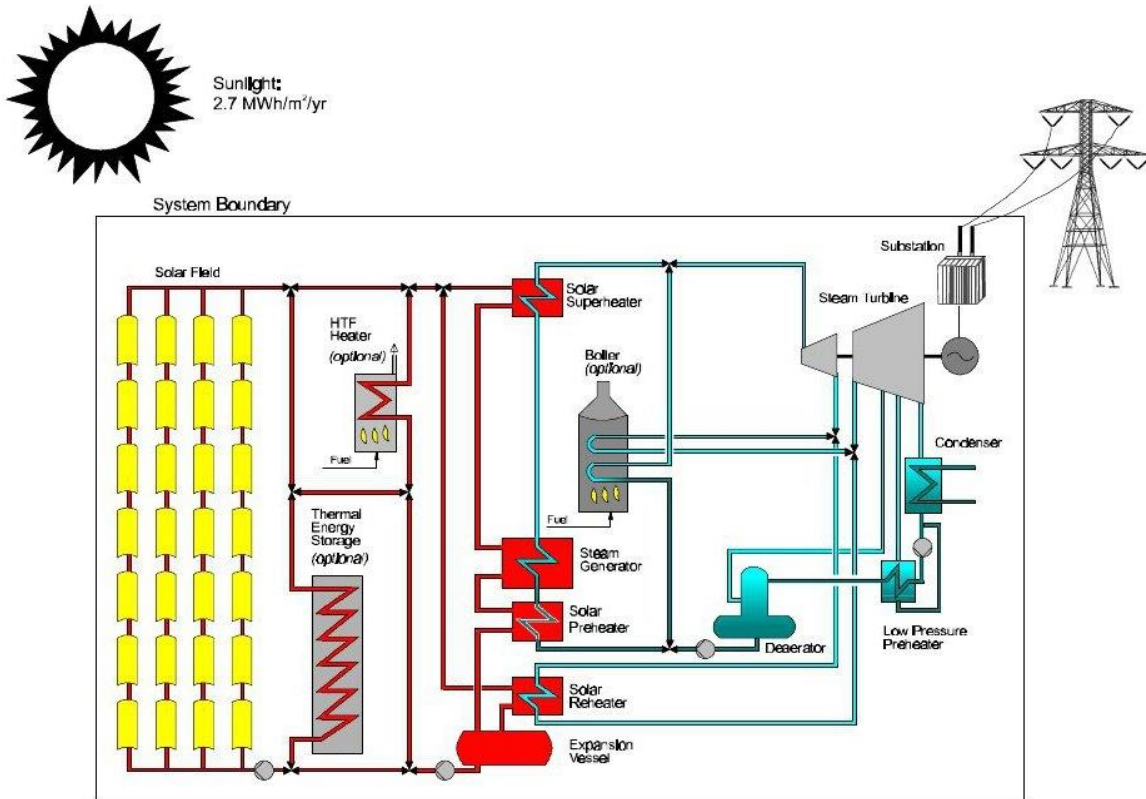 Sunlight:
2.7 MWh/m²/yr
System Boundary
Substation
Solar Field
Solar
Superheater
Steam Turbine
HTF
Heater
(optional)
Boiler
(optional)
Fuel
Condenser
Thermal
Energy
Storage
(optional)
Fuel
Steam
Generator
Solar
Preheater
Deaerator
Low Pressure
Preheater
Solar
Reheater
Expansion
Vessel